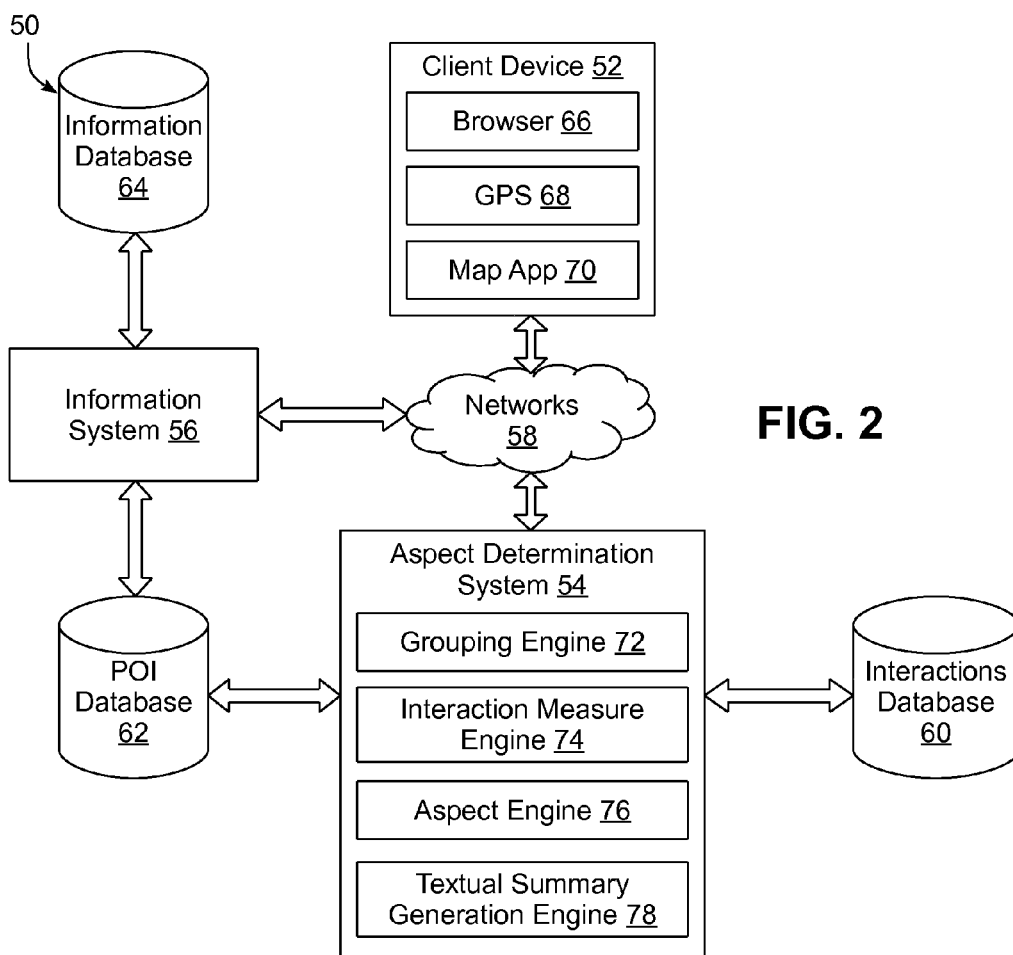 50
Information
Database
64
Client Device 52
Browser 66
GPS 68
Map App 70
Information
System 56
Networks
58
FIG. 2
Aspect Determination
System 54
Grouping Engine 72
Interaction Measure
Engine 74
Aspect Engine 76
Textual Summary
Generation Engine 78
POI
Database
62
Interactions
Database
60